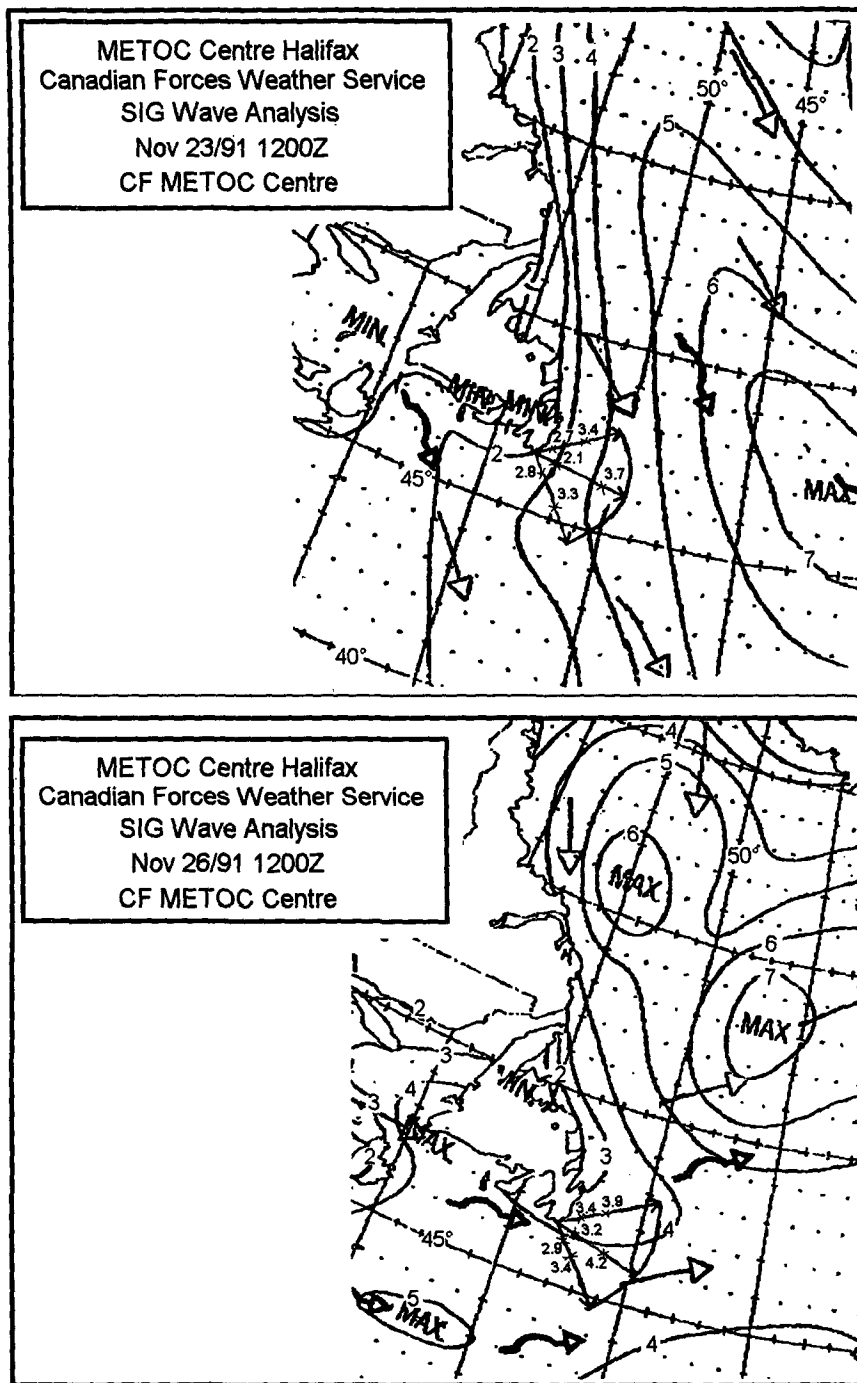 METOC Centre Halifax
Canadian Forces Weather Service
SIG Wave Analysis
Nov 23/91 1200Z
CF METOC Centre
2 3 4
50°
45°
5
6
MIN.
MIN
2.7 3.4
2.1
2
2.8
3.7
45°
3.3
MAX
7
40°
METOC Centre Halifax
Canadian Forces Weather Service
SIG Wave Analysis
Nov 26/91 1200Z
CF METOC Centre
4
5
6
50°
MAX
6
7
2
MAX
3
2
4
3
MAX
2
3
3.4 3.9
3.2
4
2.9
45°
3.4 4.2
5
MAX
4